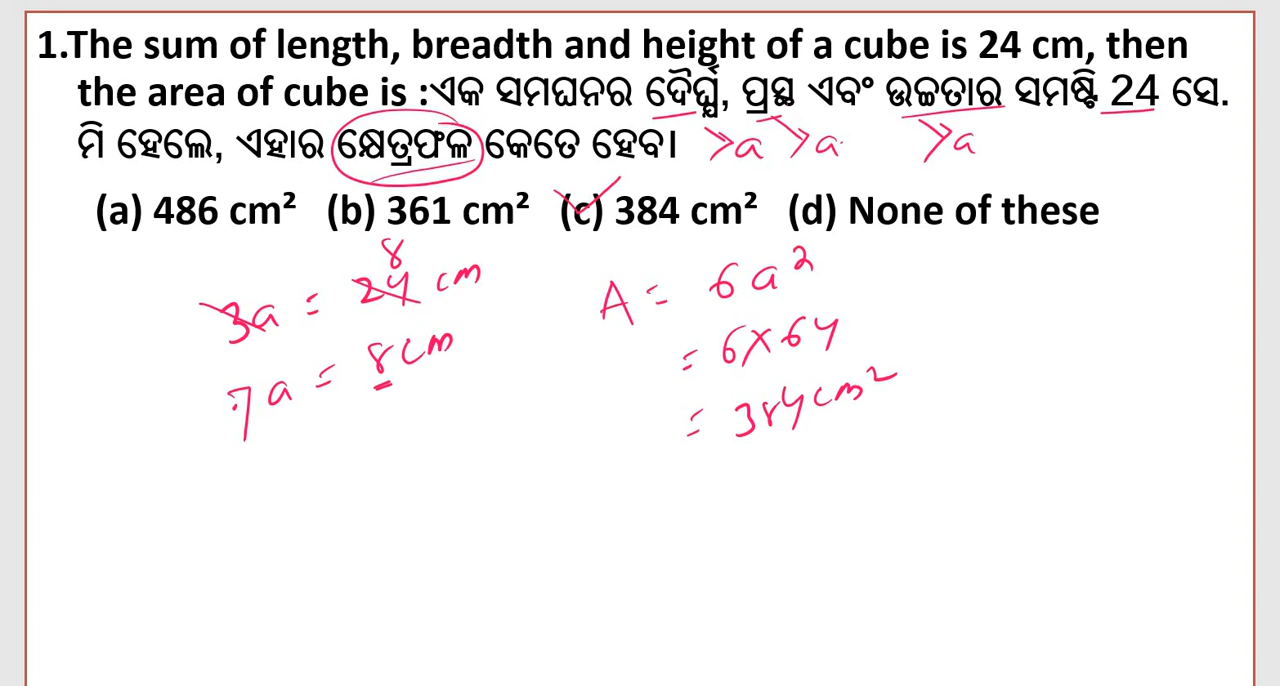 1.The sum of length, breadth and height of a cube is 24 cm, then
the area of cube is :ଏକ ସମଘନର ଦୈର୍ଘ୍ଯ, ପ୍ରସ୍ଥ ଏବଂ ଉଚ୍ଚତାର ସମଷ୍ଟି 24 ସେ.
ମି ହେଲେ, ଏହାର କ୍ଷେତ୍ରଫଳ କେତେ ହେବ। >a >a >a
(a) 486 cm² (b) 361 cm² (c) 384 cm² (d) None of these
8
3a = 24 cm A = 6a²
= 6×64
a = 8cm
= 384cm²